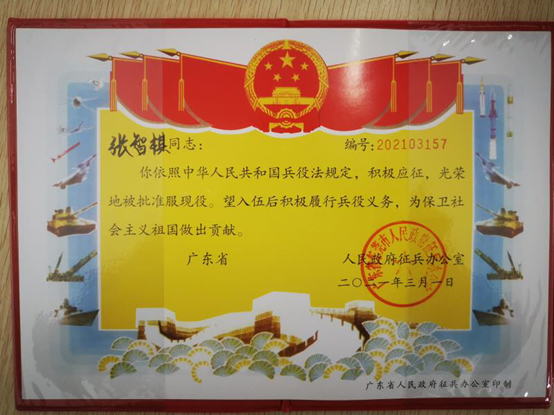 张智棋同志：
编号：202103157
你依照中华人民共和国兵役法规定，积极应征，光荣
地被批准服现役。望入伍后积极履行兵役义务，为保卫社
会主义祖国做出贡献。
广东省 人民政府征兵办公室
二〇二一年三月一日
广东省人民政府征兵办公室印制